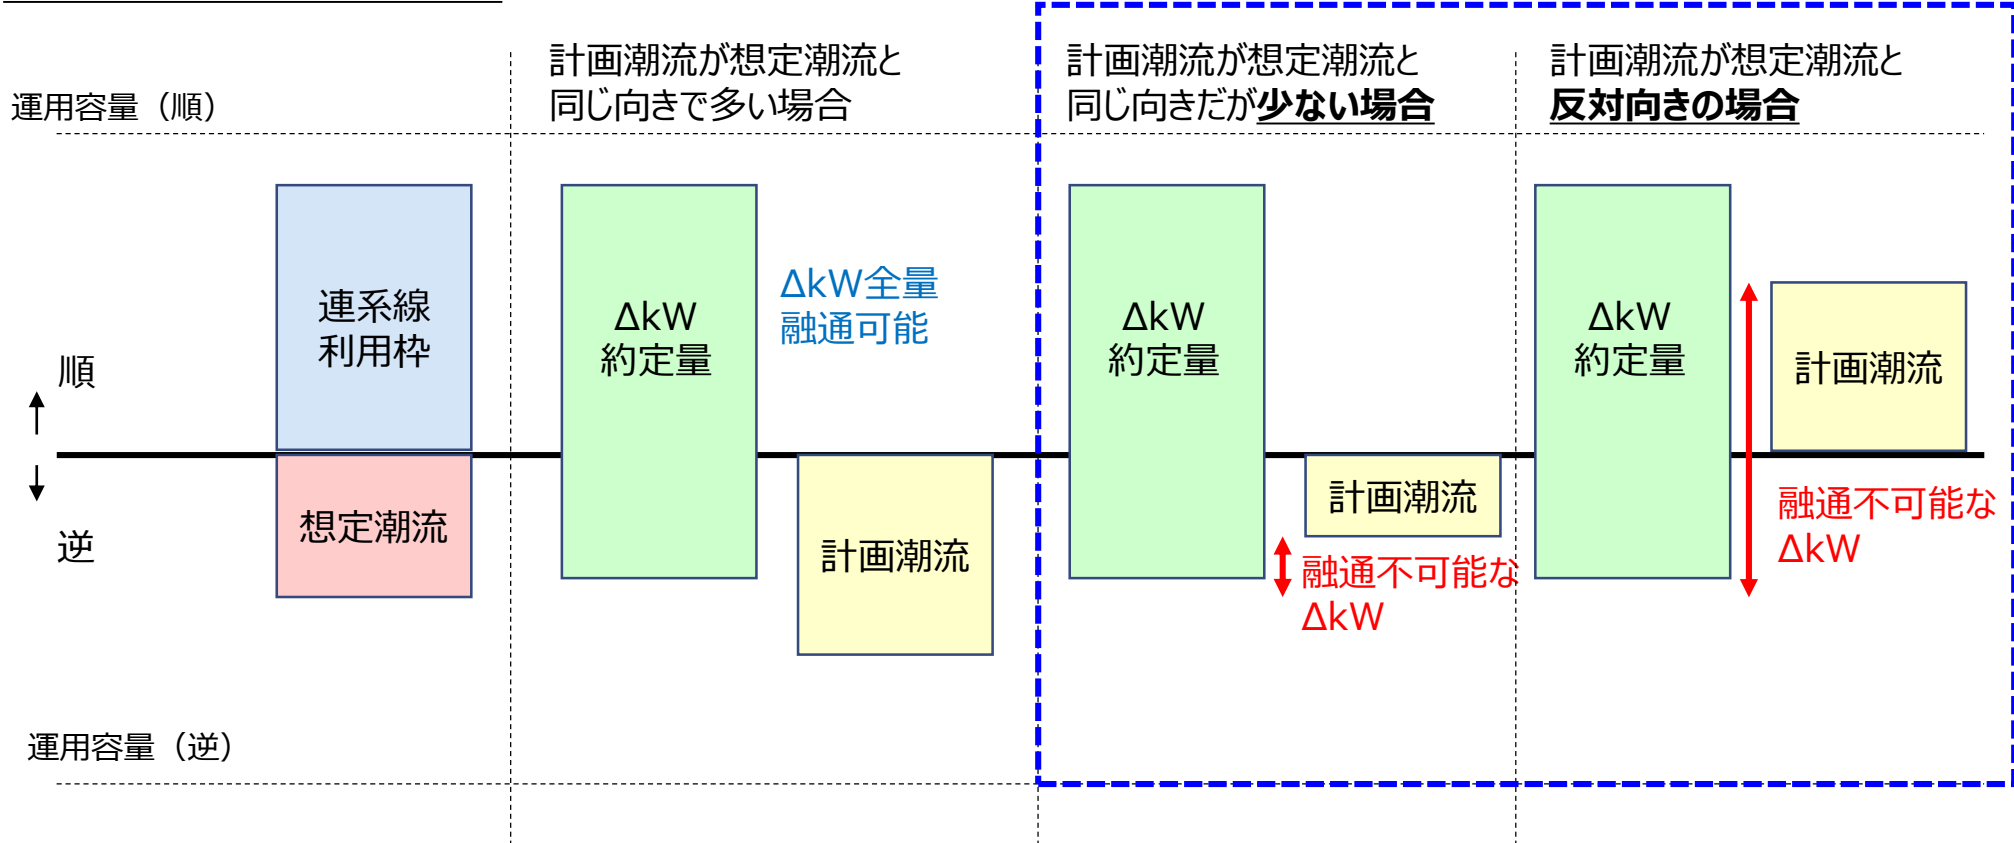 運用容量（順）
計画潮流が想定潮流と
同じ向きで多い場合
計画潮流が想定潮流と
同じ向きだが少ない場合
計画潮流が想定潮流と
反対向きの場合
連系線
利用枠
想定潮流
順
逆
ΔkW
約定量
ΔkW全量
融通可能
計画潮流
ΔkW
約定量
計画潮流
融通不可能な
ΔkW
ΔkW
約定量
計画潮流
融通不可能な
ΔkW
運用容量（逆）